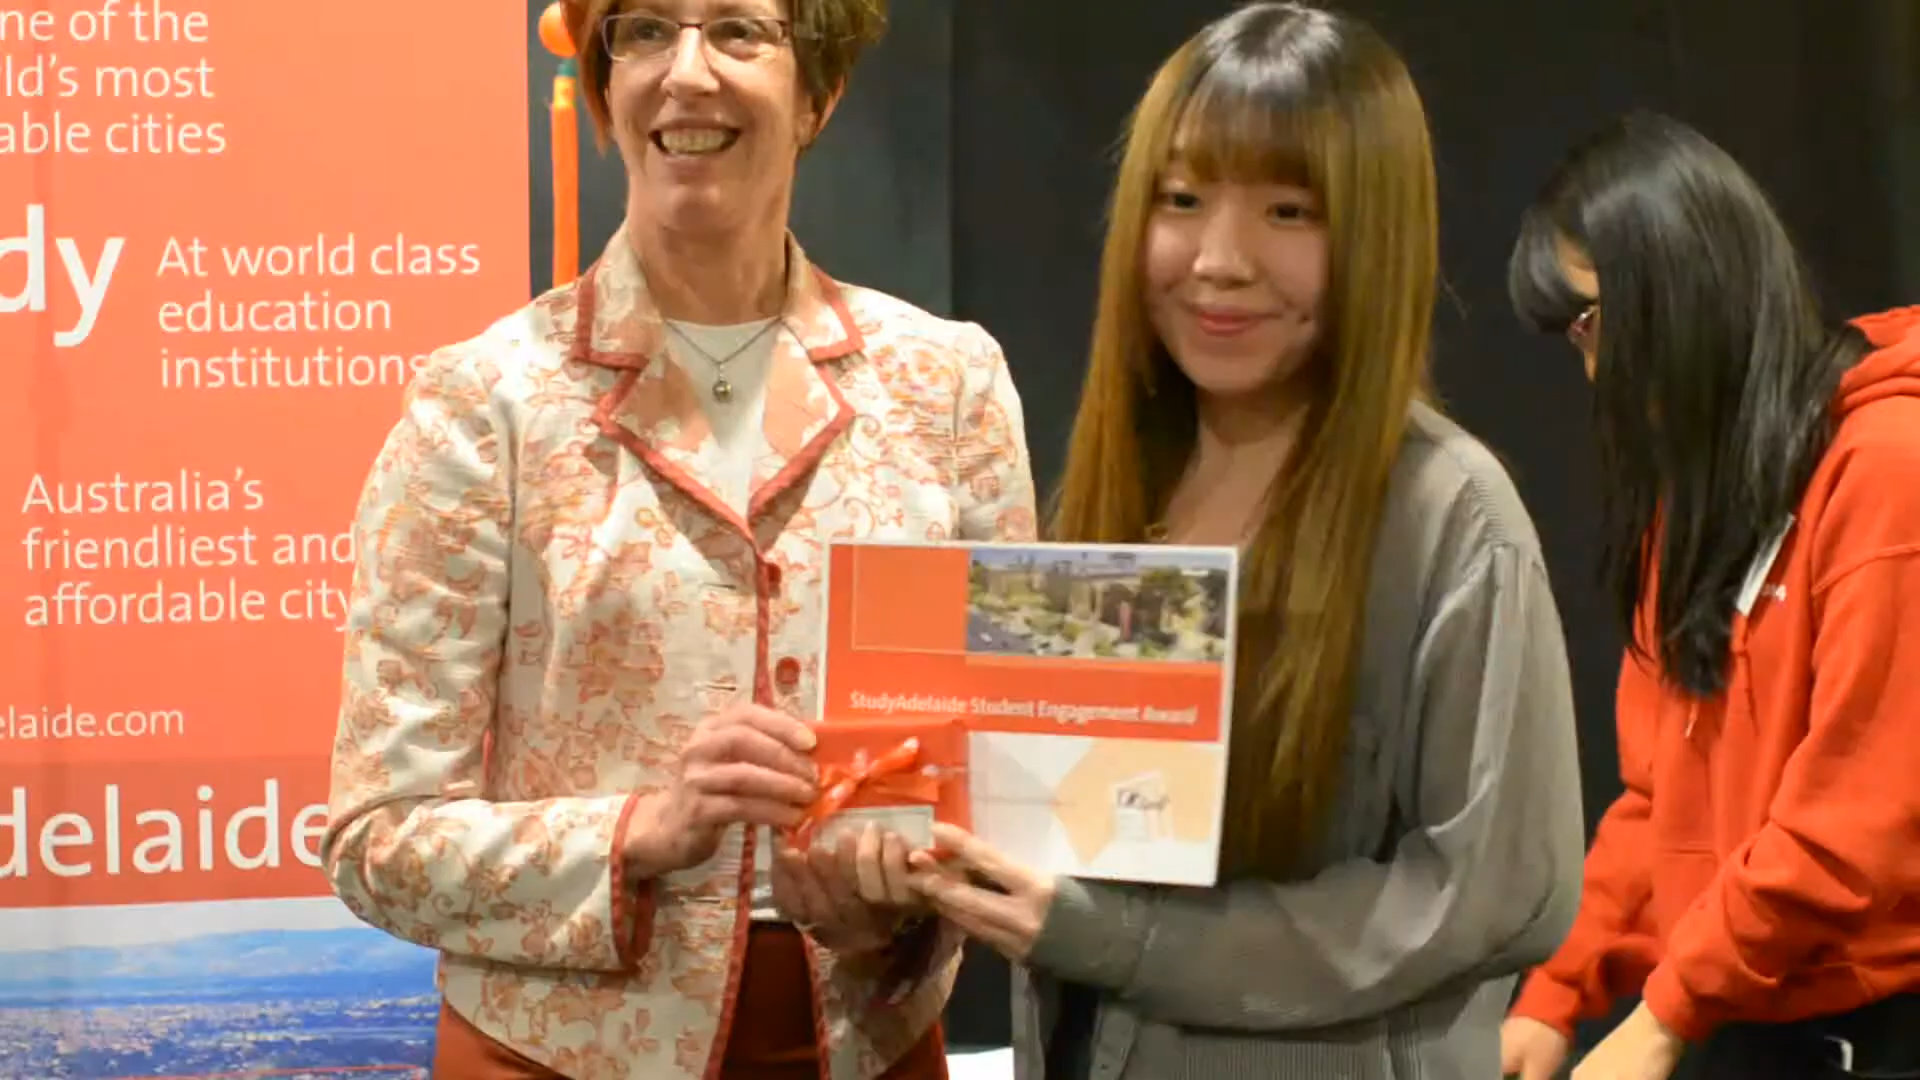 ne of the
ld's most
able cities
dy
At world class
education
institutions
Australia's
friendliest and
affordable city
elaide.com
delaide
StudyAdelaide Student Engagement Award